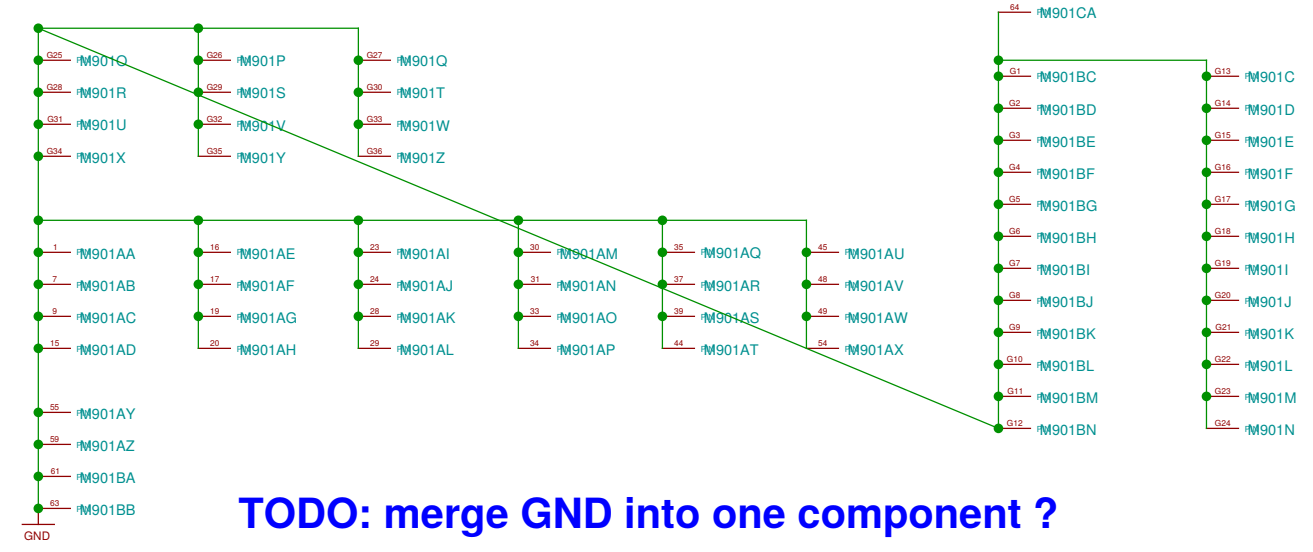 64 M901CA
G25 M901O G26 M901P G27 M901Q
G1 M901BC G13 M901C
G28 M901R G29 M901S G30 M901T
G2 M901BD G14 M901D
G31 M901U G32 M901V G33 M901W
G3 M901BE G15 M901E
G34 M901X G35 M901Y G36 M901Z
G4 M901BF G16 M901F
G5 M901BG G17 M901G
G6 M901BH G18 M901H
1 M901AA 16 M901AE 23 M901AI 30 M901AM 35 M901AQ 45 M901AU
G7 M901BI G19 M901I
7 M901AB 17 M901AF 24 M901AJ 31 M901AN 37 M901AR 48 M901AV
G8 M901BJ G20 M901J
9 M901AC 19 M901AG 28 M901AK 33 M901AO 39 M901AS 49 M901AW
G9 M901BK G21 M901K
15 M901AD 20 M901AH 29 M901AL 34 M901AP 44 M901AT 54 M901AX
G10 M901BL G22 M901L
G11 M901BM G23 M901M
55 M901AY
G12 M901BN G24 M901N
59 M901AZ
61 M901BA
63 M901BB
TODO: merge GND into one component ?
GND